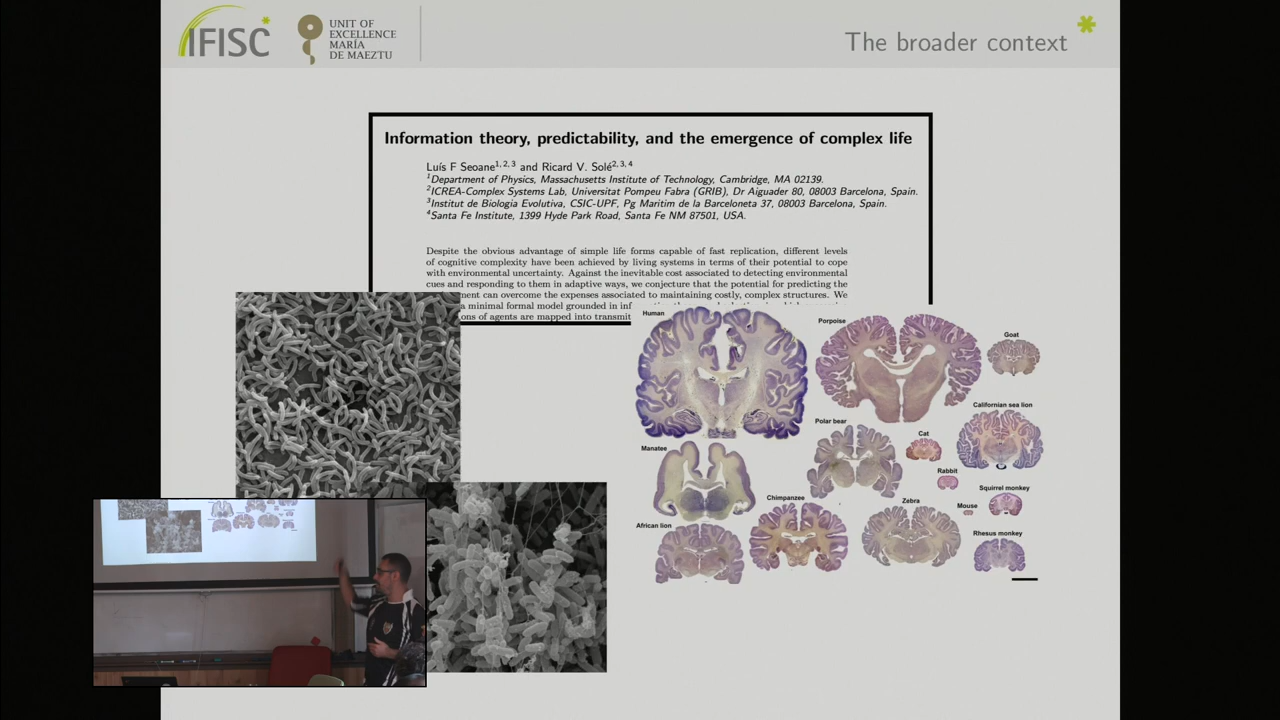 IFISC
UNIT OF
EXCELLENCE
MARÍA
DE MAEZTU
The broader context
Information theory, predictability, and the emergence of complex life
Luís F Seoane1, 2, 3 and Ricard V. Solé2, 3, 4
1Department of Physics, Massachusetts Institute of Technology, Cambridge, MA 02139.
2ICREA-Complex Systems Lab, Universitat Pompeu Fabra (GRIB), Dr Aiguader 80, 08003 Barcelona, Spain.
3Institut de Biologia Evolutiva, CSIC-UPF, Pg Maritim de la Barceloneta 37, 08003 Barcelona, Spain.
4Santa Fe Institute, 1399 Hyde Park Road, Santa Fe NM 87501, USA.
Despite the obvious advantage of simple life forms capable of fast replication, different levels
of cognitive complexity have been achieved by living systems in terms of their potential to cope
with environmental uncertainty. Against the inevitable cost associated to detecting environmental
cues and responding to them in adaptive ways, we conjecture that the potential for predicting the
can overcome the expenses associated to maintaining costly, complex structures. We
a minimal formal model grounded in
of agents are mapped into
Human
Porpoise
Goat
Californian sea lion
Polar bear
Cat
Manatee
Rabbit
Squirrel monkey
Chimpanzee
Zebra
Mouse
African lion
Rhesus monkey